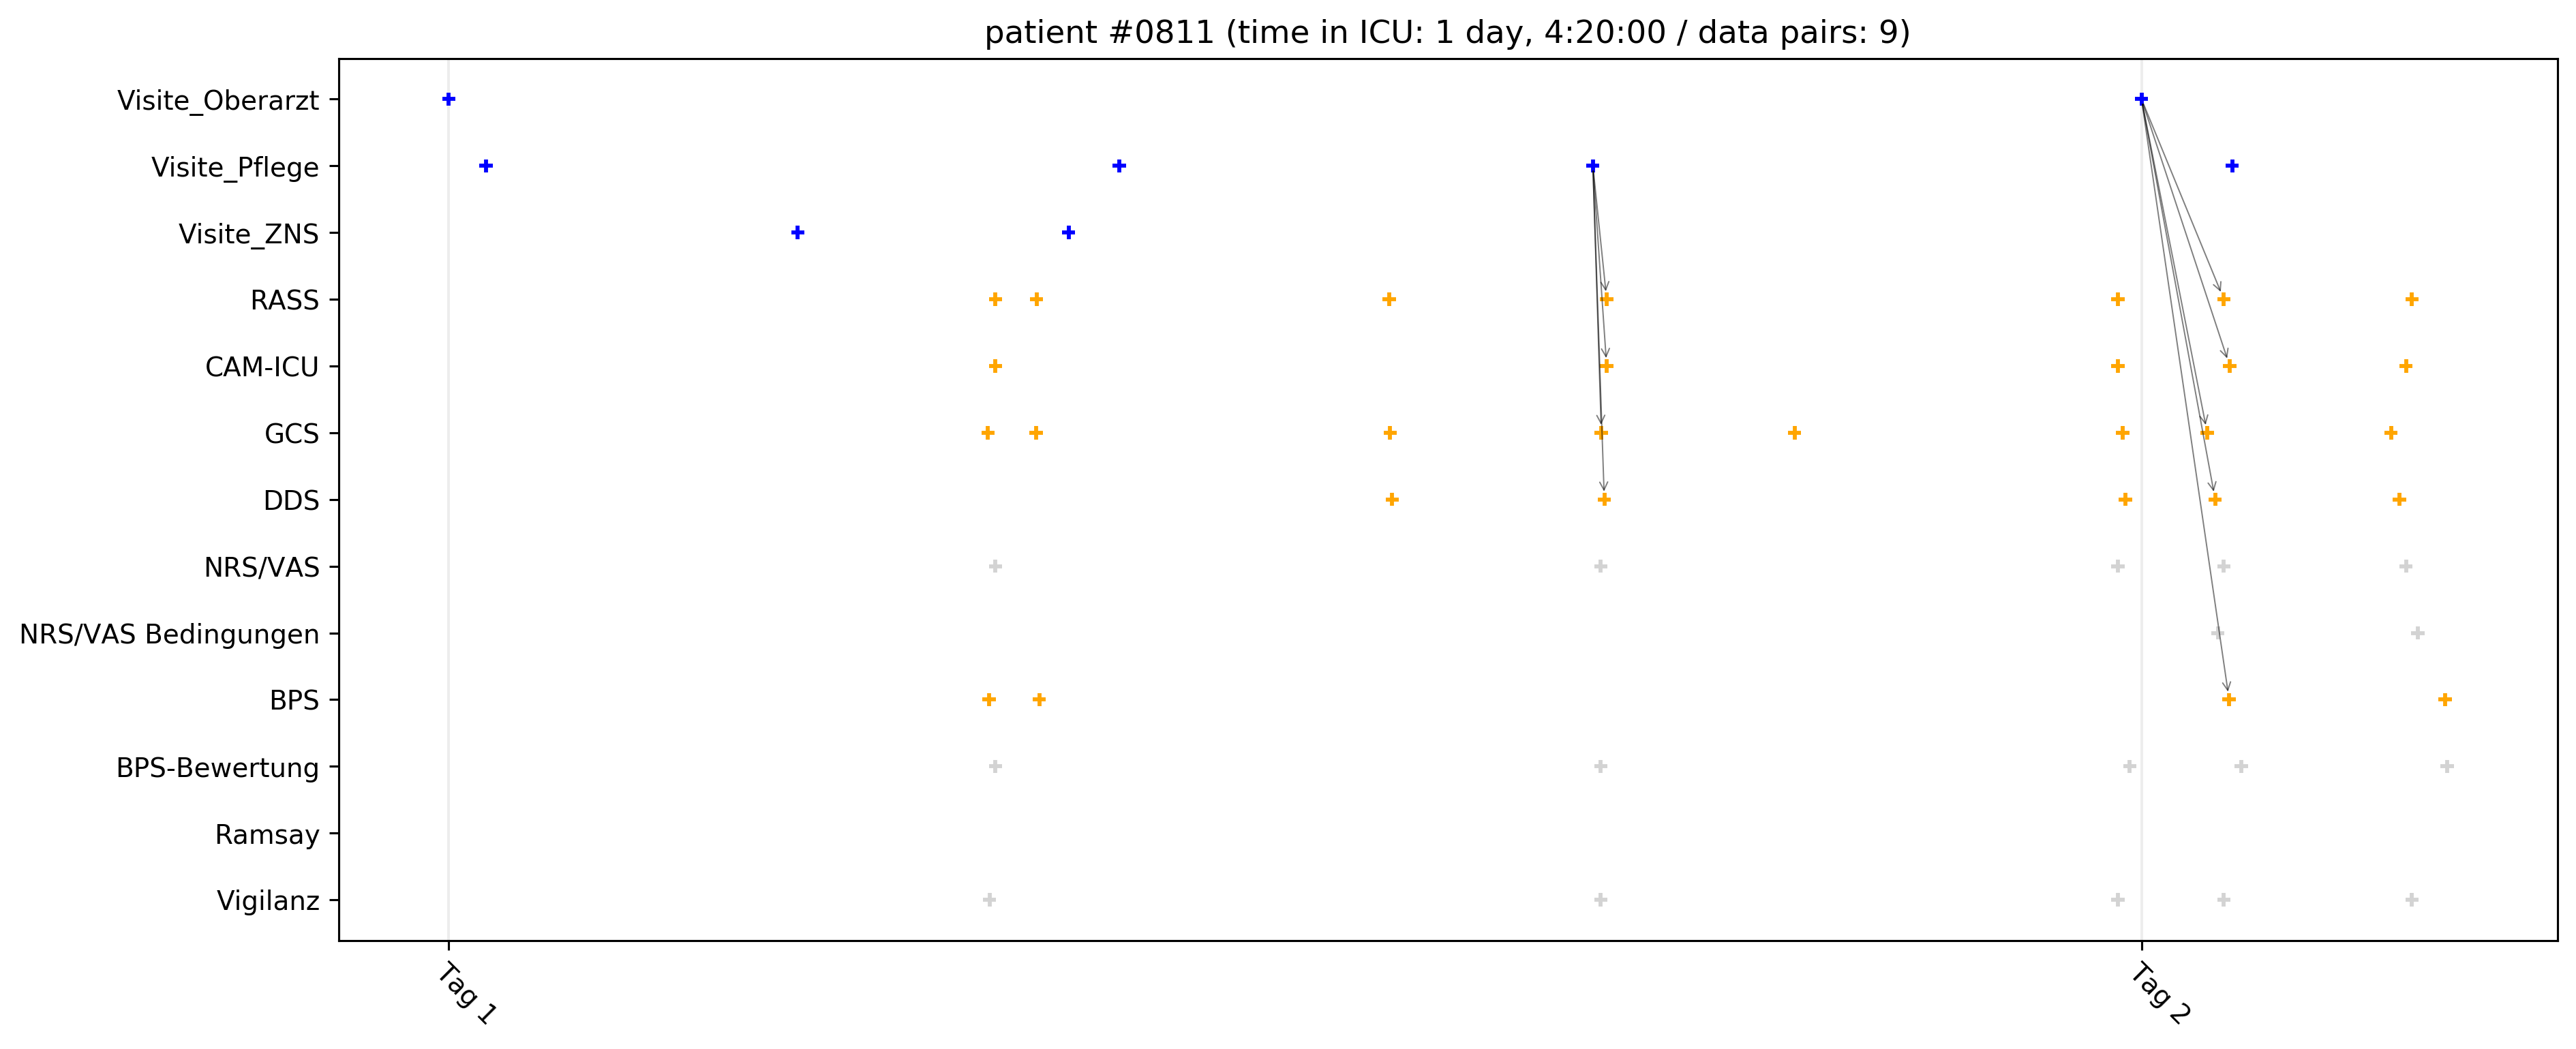 patient #0811 (time in ICU: 1 day, 4:20:00 / data pairs: 9)
Visite_Oberarzt
Visite_Pflege
Visite_ZNS
RASS
CAM-ICU
GCS
DDS
NRS/VAS
NRS/VAS Bedingungen
BPS
BPS-Bewertung
Ramsay
Vigilanz
Tag 1
Tag 2